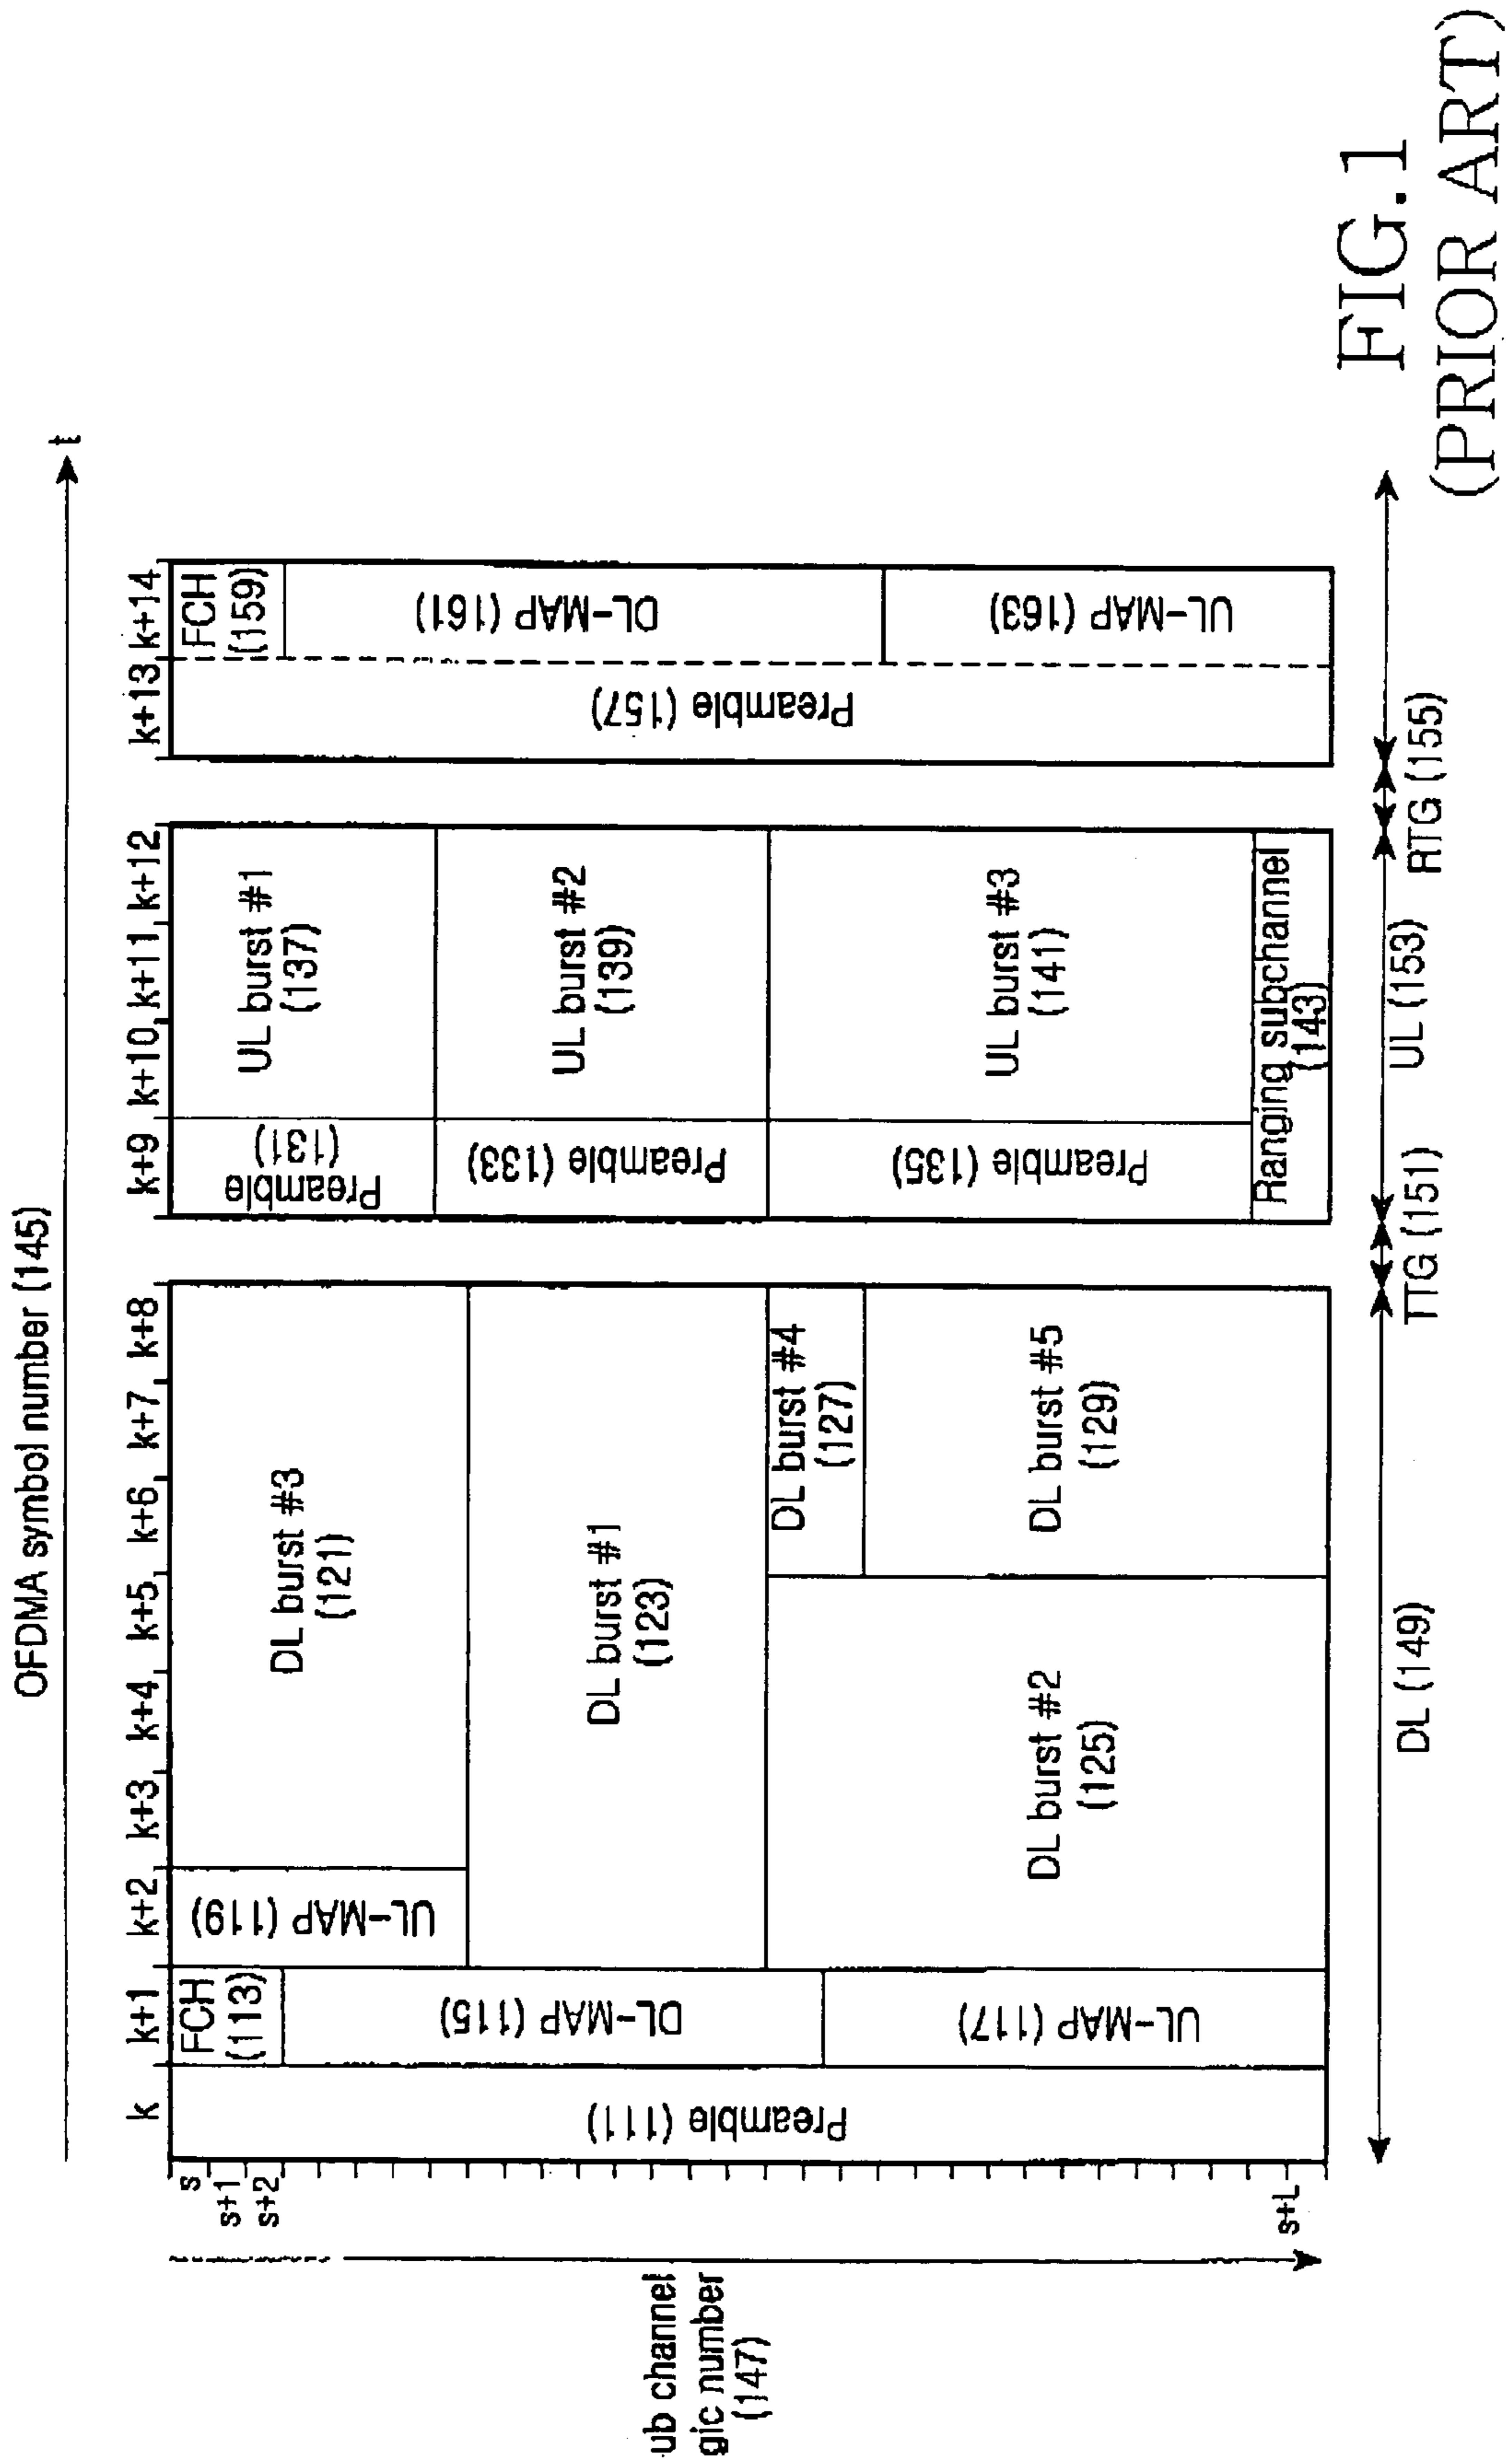 OFDMA symbol number (145)
t
k
k+1
k+2
k+3
k+4
k+5
k+6
k+7
k+8
k+9
k+10
k+11
k+12
k+13
k+14
ub channel
gic number
(147)
s
s+1
s+2
s+L
Preamble (111)
FCH
(113)
DL-MAP (115)
UL-MAP (117)
UL-MAP (119)
DL burst #3
(121)
DL burst #1
(123)
DL burst #2
(125)
DL burst #4
(127)
DL burst #5
(129)
Preamble
(131)
Preamble (133)
Preamble (135)
UL burst #1
(137)
UL burst #2
(139)
UL burst #3
(141)
Ranging subchannel
(143)
Preamble (157)
FCH
(159)
DL-MAP (161)
UL-MAP (163)
DL (149)
TTG (151)
UL (153)
RTG (155)
FIG.1
(PRIOR ART)